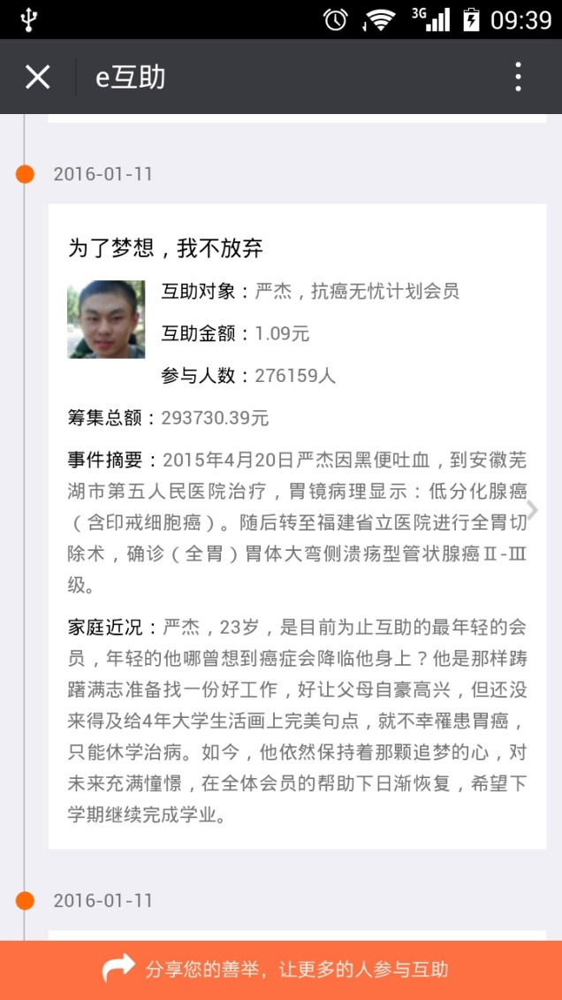 3G
09:39
e互助
2016-01-11
为了梦想，我不放弃
互助对象：严杰，抗癌无忧计划会员
互助金额：1.09元
参与人数：276159人
筹集总额：293730.39元
事件摘要：2015年4月20日严杰因黑便吐血，到安徽芜
湖市第五人民医院治疗，胃镜病理显示：低分化腺癌
（含印戒细胞癌）。随后转至福建省立医院进行全胃切
除术，确诊（全胃）胃体大弯侧溃疡型管状腺癌Ⅱ-Ⅲ
级。
家庭近况：严杰，23岁，是目前为止互助的最年轻的会
员，年轻的他哪曾想到癌症会降临他身上？他是那样踌
躇满志准备找一份好工作，好让父母自豪高兴，但还没
来得及给4年大学生活画上完美句点，就不幸罹患胃癌，
只能休学治病。如今，他依然保持着那颗追梦的心，对
未来充满憧憬，在全体会员的帮助下日渐恢复，希望下
学期继续完成学业。
2016-01-11
分享您的善举，让更多的人参与互助